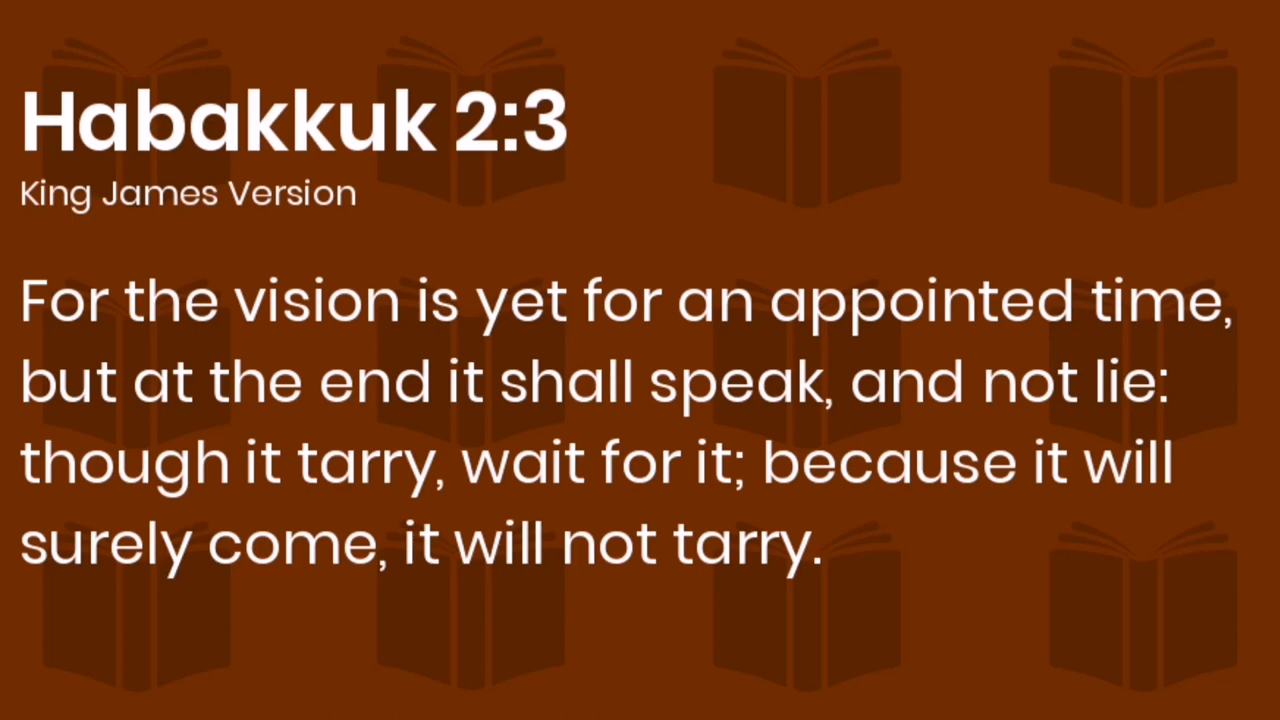 Habakkuk 2:3
King James Version
For the vision is yet for an appointed time,
but at the end it shall speak, and not lie:
though it tarry, wait for it; because it will
surely come, it will not tarry.